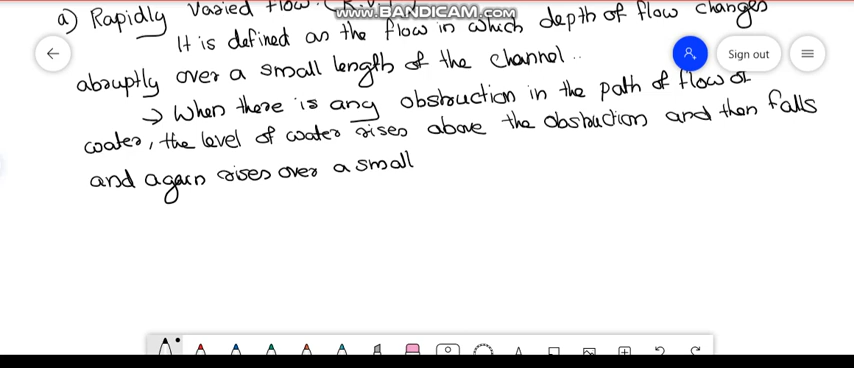 a) Rapidly Varied flow (R.V.F)
www.BANDICAM.com
It is defined as the flow in which depth of flow changes
abruptly over a small length of the channel..
Sign out
→ When there is any obstruction in the path of flow of
water, the level of water rises above the obstruction and then falls
and again rises over a small